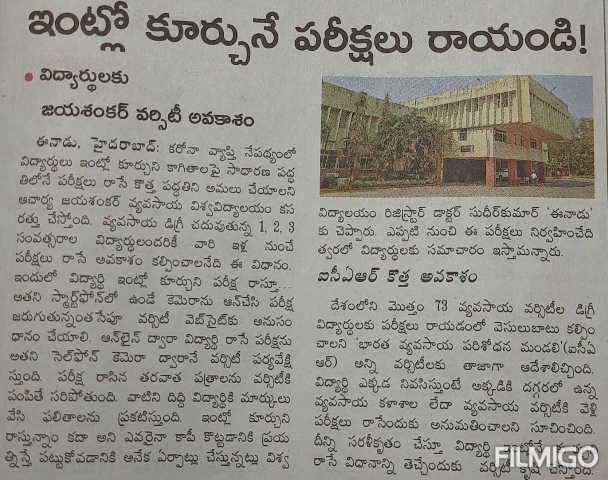 ఇంట్లో కూర్చునే పరీక్షలు రాయండి!
• విద్యార్థులకు
జయశంకర్ వర్సిటీ అవకాశం
ఈనాడు, హైదరాబాద్: కరోనా వ్యాప్తి నేపథ్యంలో
విద్యార్థులు ఇంట్లో కూర్చుని కాగితాలపై సాధారణ పద్ధ
తిలోనే పరీక్షలు రాసే కొత్త పద్ధతిని అమలు చేయాలని
ఆచార్య జయశంకర్ వ్యవసాయ విశ్వవిద్యాలయం కస
రత్తు చేస్తోంది. వ్యవసాయ డిగ్రీ చదువుతున్న 1, 2, 3
సంవత్సరాల విద్యార్థులందరికీ వారి ఇళ్ల నుంచే
పరీక్షలు రాసే అవకాశం కల్పించాలనేది ఈ విధానం.
ఇందులో విద్యార్థి ఇంట్లో కూర్చుని పరీక్ష రాస్తూ...
అతని స్మార్ట్‌ఫోన్‌లో ఉండే కెమెరాను ఆన్‌చేసి పరీక్ష
జరుగుతున్నంతసేపూ వర్సిటీ వెబ్‌సైట్‌కు అనుసం
ధానం చేయాలి. ఆన్‌లైన్ ద్వారా విద్యార్థి రాసే పరీక్షను
అతని సెల్‌ఫోన్ కెమెరా ద్వారానే వర్సిటీ పర్యవేక్షి
స్తుంది. పరీక్ష రాసిన తరవాత పత్రాలను వర్సిటీకి
పంపితే సరిపోతుంది. వాటిని దిద్ది విద్యార్థికి మార్కులు
వేసి ఫలితాలను ప్రకటిస్తుంది. ఇంట్లో కూర్చుని
రాస్తున్నాం కదా అని ఎవరైనా కాపీ కొట్టడానికి ప్రయ
త్నిస్తే పట్టుకోవడానికి అనేక ఏర్పాట్లు చేస్తున్నట్లు విశ్వ
విద్యాలయం రిజిస్ట్రార్ డాక్టర్ సుధీర్‌కుమార్ 'ఈనాడు'
కు చెప్పారు. ఎప్పటి నుంచి ఈ పరీక్షలు నిర్వహించేది
త్వరలో విద్యార్థులకు సమాచారం ఇస్తామన్నారు.
ఐసీఏఆర్ కొత్త అవకాశం
దేశంలోని మొత్తం 73 వ్యవసాయ వర్సిటీల డిగ్రీ
విద్యార్థులకు పరీక్షలు రాయడంలో వెసులుబాటు కల్పిం
చాలని 'భారత వ్యవసాయ పరిశోధన మండలి'(ఐసీఏ
ఆర్) అన్ని వర్సిటీలకు తాజాగా ఆదేశాలిచ్చింది.
విద్యార్థి ఎక్కడ నివసిస్తుంటే అక్కడికి దగ్గరలో ఉన్న
వ్యవసాయ కళాశాల లేదా వ్యవసాయ వర్సిటీకి వెళ్లి
పరీక్షలు రాసేందుకు అనుమతించాలని సూచించింది.
దీన్ని సరళీకృతం చేస్తూ విద్యార్థి
రాసే విధానాన్ని తెచ్చేందుకు వర్సిటీ కృషి చేస్తోంది.
FILMIGO